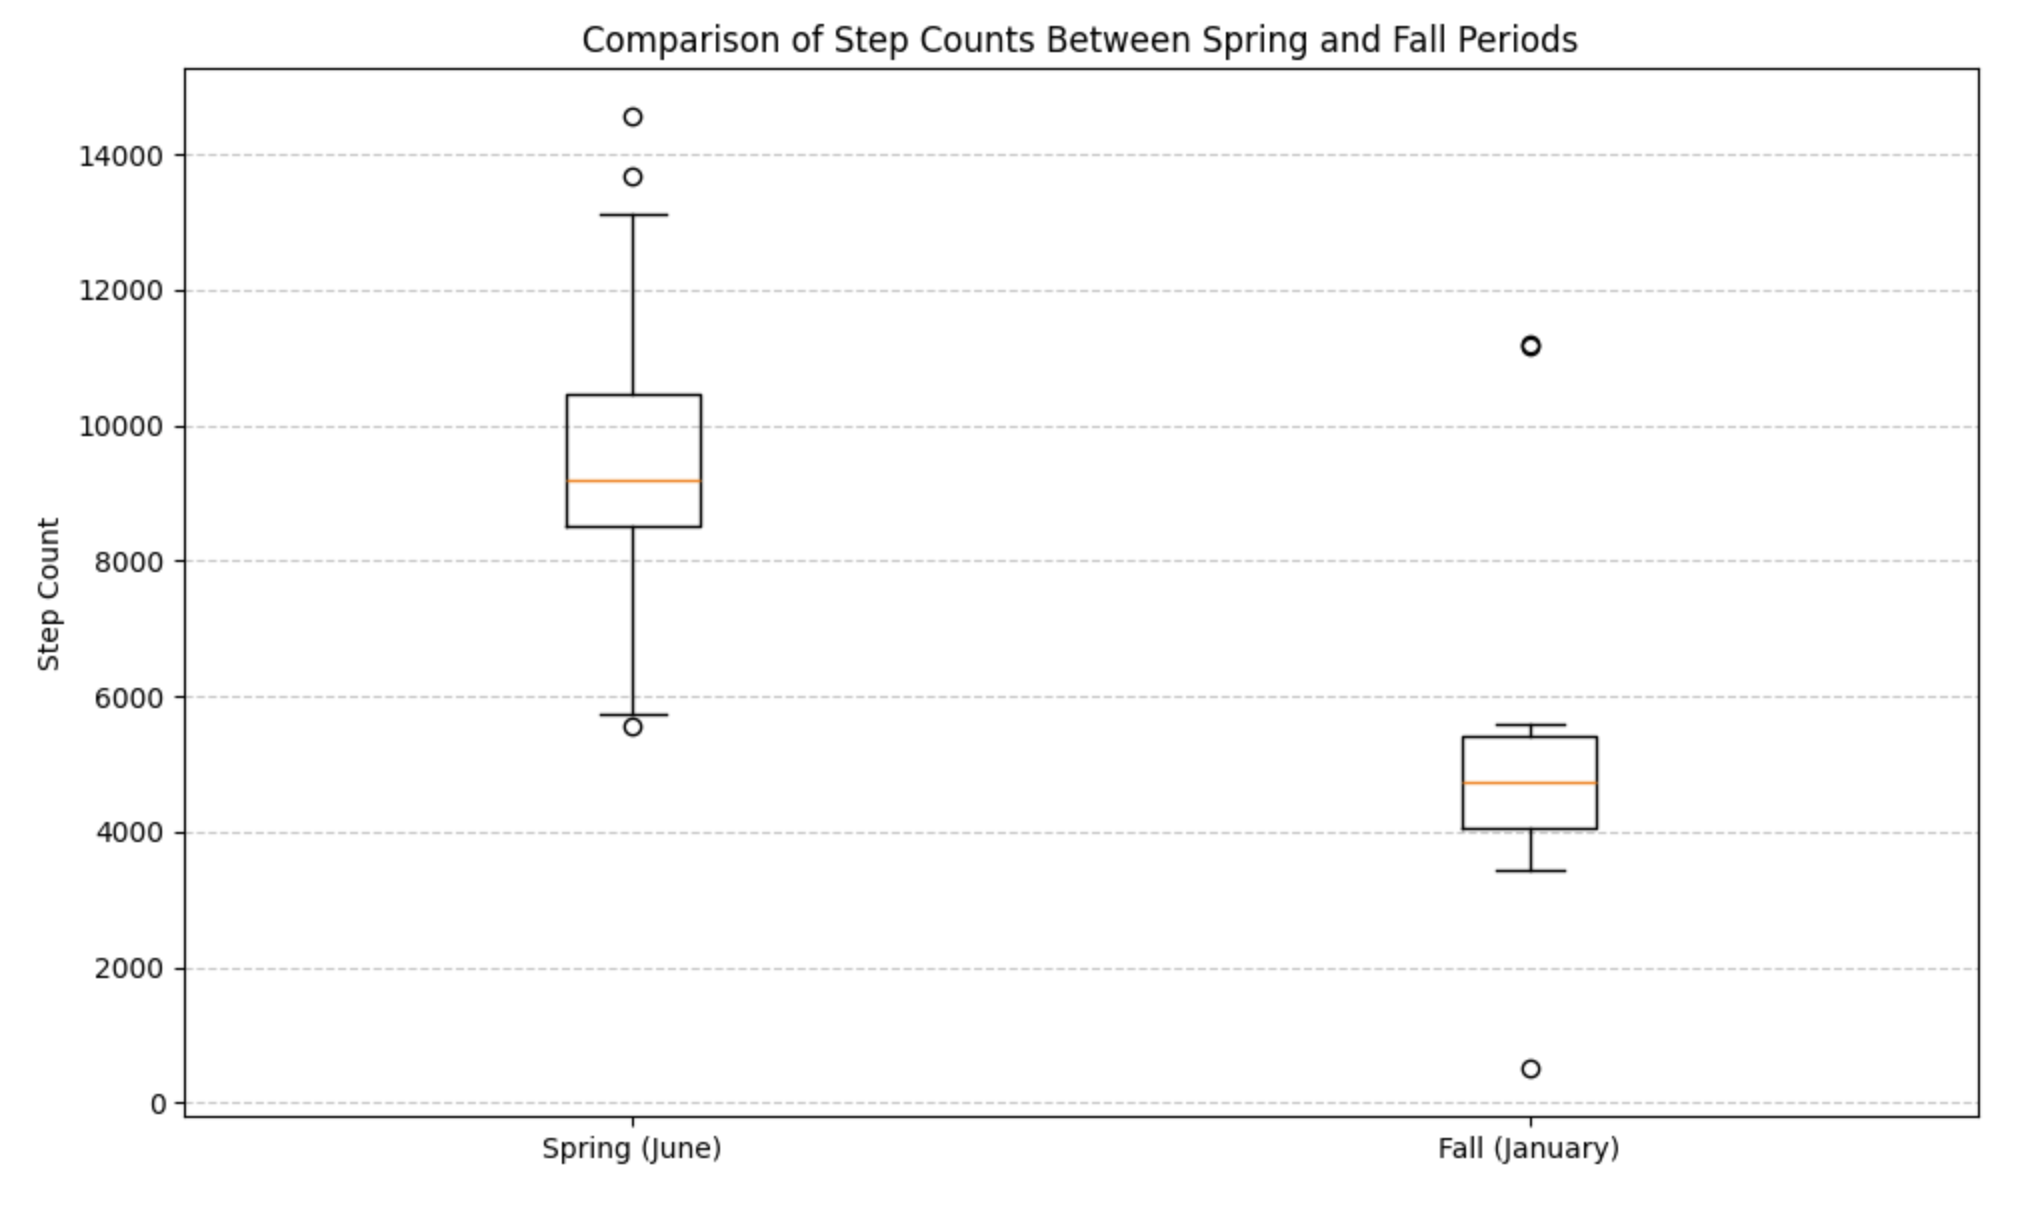 Comparison of Step Counts Between Spring and Fall Periods
Step Count
14000
12000
10000
8000
6000
4000
2000
0
Spring (June)
Fall (January)